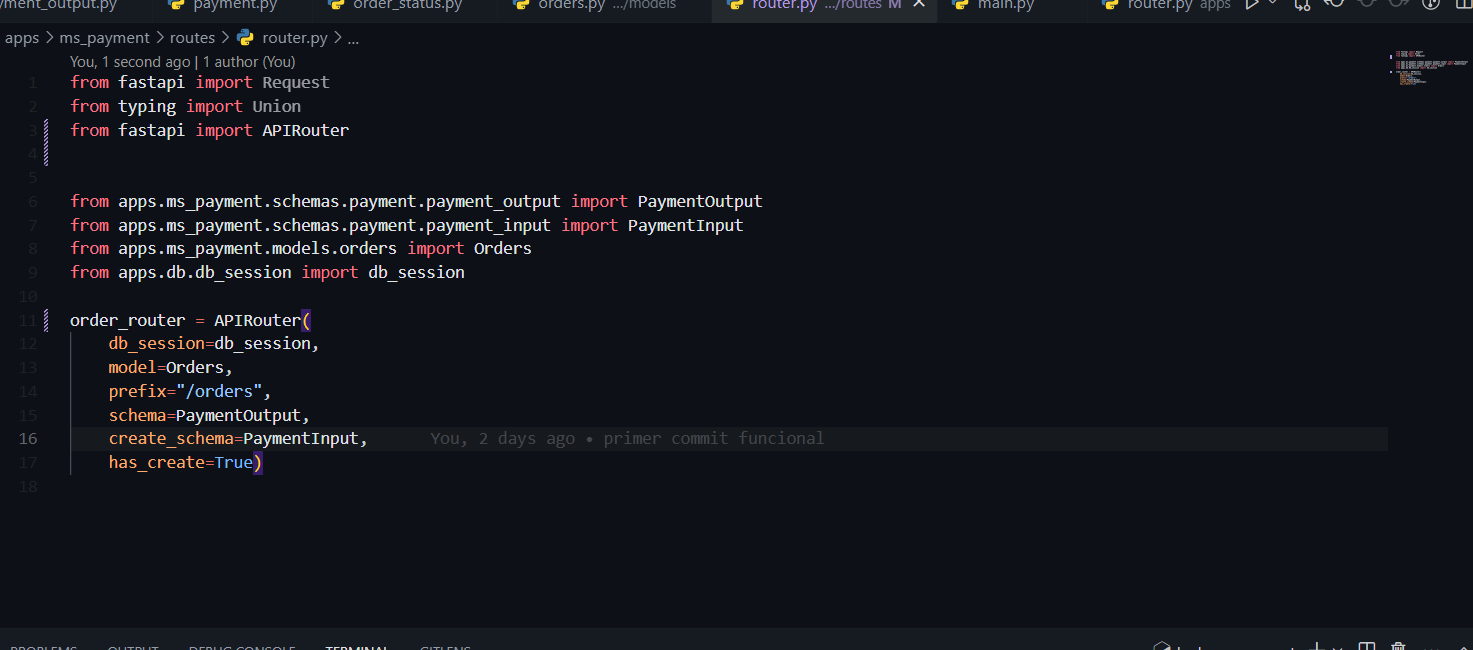 ment_output.py payment.py order_status.py orders.py .../models router.py .../routes M main.py router.py apps
apps > ms_payment > routes > router.py > ...
You, 1 second ago | 1 author (You)
1 from fastapi import Request
2 from typing import Union
3 from fastapi import APIRouter
4
5
6 from apps.ms_payment.schemas.payment.payment_output import PaymentOutput
7 from apps.ms_payment.schemas.payment.payment_input import PaymentInput
8 from apps.ms_payment.models.orders import Orders
9 from apps.db.db_session import db_session
10
11 order_router = APIRouter(
12 db_session=db_session,
13 model=Orders,
14 prefix="/orders",
15 schema=PaymentOutput,
16 create_schema=PaymentInput, You, 2 days ago • primer commit funcional
17 has_create=True)
18
PROBLEMS OUTPUT DEBUG CONSOLE TERMINAL GITLENS